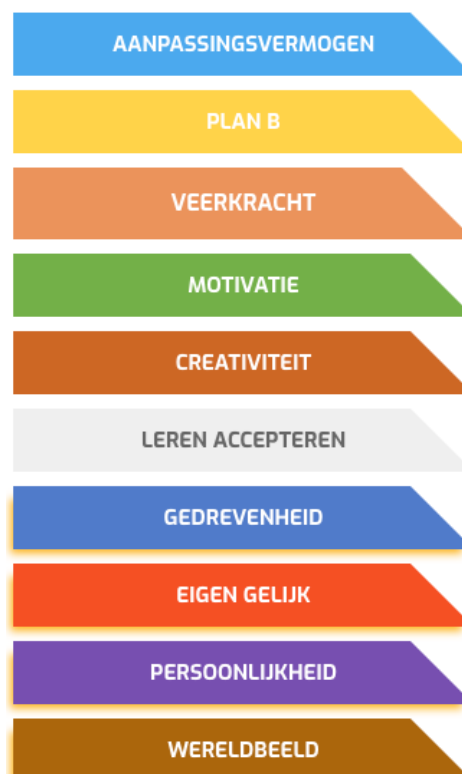 AANPASSINGSVERMOGEN
PLAN B
VEERKRACHT
MOTIVATIE
CREATIVITEIT
LEREN ACCEPTEREN
GEDREVENHEID
EIGEN GELIJK
PERSOONLIJKHEID
WERELDBEELD